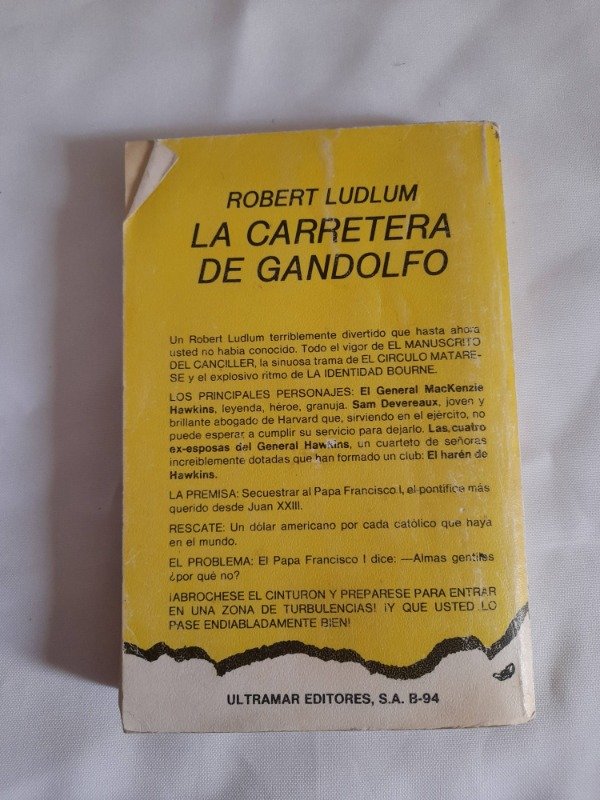 ROBERT LUDLUM
LA CARRETERA
DE GANDOLFO
Un Robert Ludlum terriblemente divertido que hasta ahora
usted no habia conocido. Todo el vigor de EL MANUSCRITO
DEL CANCILLER, la sinuosa trama de EL CIRCULO MATARE-
SE y el explosivo ritmo de LA IDENTIDAD BOURNE.
LOS PRINCIPALES PERSONAJES: El General MacKenzie
Hawkins, leyenda, héroe, granuja. Sam Devereaux, joven y
brillante abogado de Harvard que, sirviendo en el ejército, no
puede esperar a cumplir su servicio para dejarlo. Las cuatro
ex-esposas del General Hawkins, un cuarteto de señoras
increiblemente dotadas que han formado un club: El harén de
Hawkins.
LA PREMISA: Secuestrar al Papa Francisco I, el pontífice más
querido desde Juan XXIII.
RESCATE: Un dólar americano por cada católico que haya
en el mundo.
EL PROBLEMA: El Papa Francisco I dice: —Almas gentiles
¿por qué no?
¡ABROCHESE EL CINTURON Y PREPARESE PARA ENTRAR
EN UNA ZONA DE TURBULENCIAS! ¡Y QUE USTED LO
PASE ENDIABLADAMENTE BIEN!
ULTRAMAR EDITORES, S.A. B-94